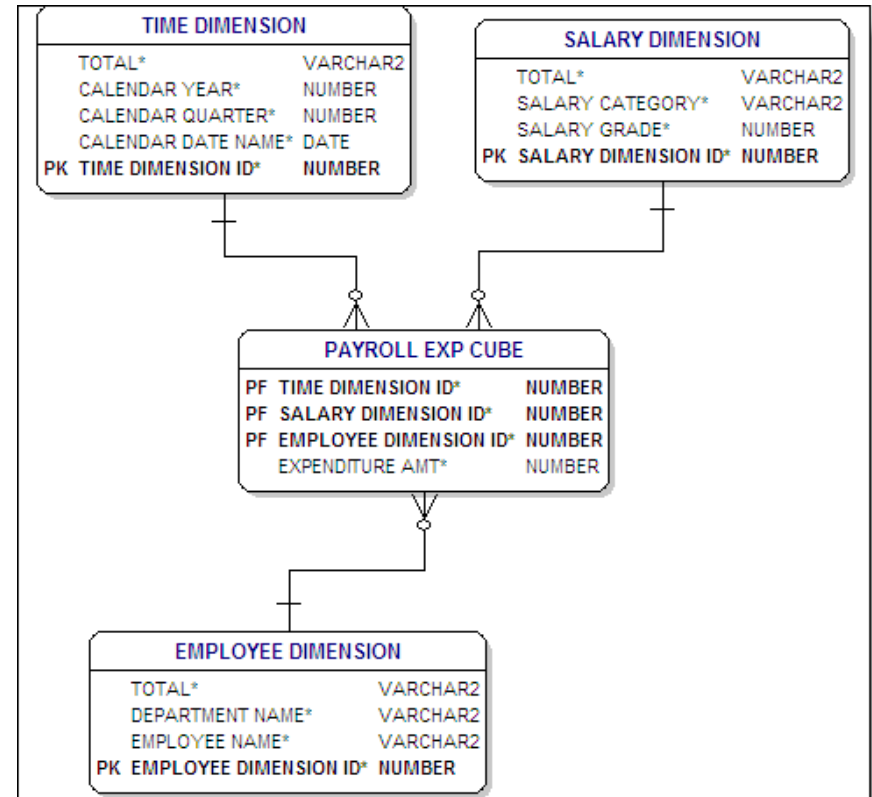 TIME DIMENSION
TOTAL* VARCHAR2
CALENDAR YEAR* NUMBER
CALENDAR QUARTER* NUMBER
CALENDAR DATE NAME* DATE
PK TIME DIMENSION ID* NUMBER
SALARY DIMENSION
TOTAL* VARCHAR2
SALARY CATEGORY* VARCHAR2
SALARY GRADE* NUMBER
PK SALARY DIMENSION ID* NUMBER
PAYROLL EXP CUBE
PF TIME DIMENSION ID* NUMBER
PF SALARY DIMENSION ID* NUMBER
PF EMPLOYEE DIMENSION ID* NUMBER
EXPENDITURE AMT* NUMBER
EMPLOYEE DIMENSION
TOTAL* VARCHAR2
DEPARTMENT NAME* VARCHAR2
EMPLOYEE NAME* VARCHAR2
PK EMPLOYEE DIMENSION ID* NUMBER